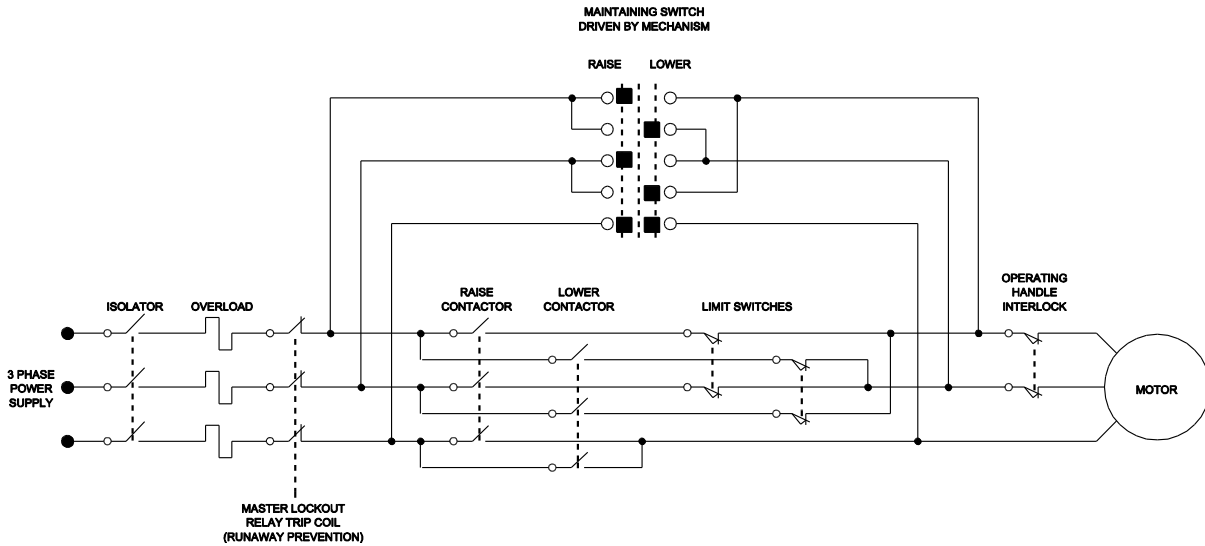 MAINTAINING SWITCH
DRIVEN BY MECHANISM
RAISE
LOWER
ISOLATOR
OVERLOAD
RAISE
CONTACTOR
LOWER
CONTACTOR
LIMIT SWITCHES
OPERATING
HANDLE
INTERLOCK
3 PHASE
POWER
SUPPLY
MOTOR
MASTER LOCKOUT
RELAY TRIP COIL
(RUNAWAY PREVENTION)